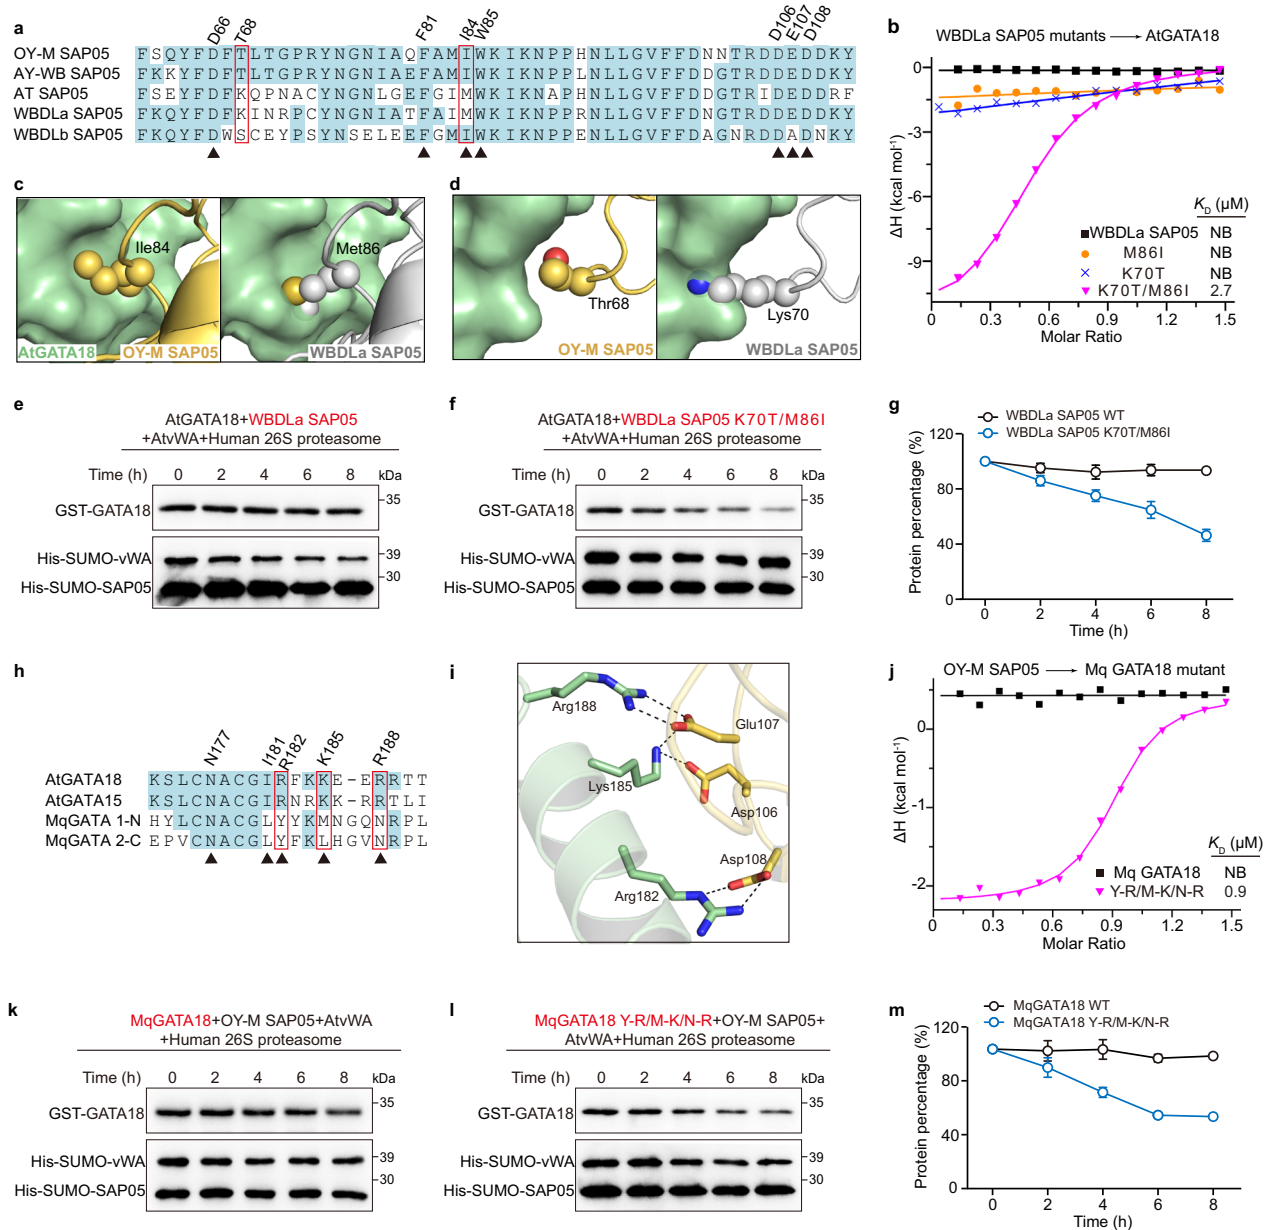 a
D66 T68 F81 I84 W85 D106 E107 D108
OY-M SAP05 FSQYFDFTLTGPRYNGNIAQFAMIWKIKNPPHNLLGVFFDNNTRDDEDDKY
AY-WB SAP05 FKKYFDFTLTGPRYNGNIAEFAMIWKIKNPPHNLLGVFFDDGTRDDEDDKY
AT SAP05 FSEYFDFKQPNACYNGNLGEFGIMWKIKNAPHNLLGVFFDDGTRIDEDDRF
WBDLa SAP05 FKQYFDFKINRPCYNGNIATFAIMWKIKNPPRNLLGVFFDNGTRDDEDDKY
WBDLb SAP05 FKQYFDWSCEYPSYNSELEEFGMIWKIKNPPENLLGVFFDAGNRDDADNKY
b
WBDLa SAP05 mutants → AtGATA18
ΔH (kcal mol⁻¹)
0
-3
-6
-9
K_D (μM)
WBDLa SAP05 NB
M86I NB
K70T NB
K70T/M86I 2.7
0 0.3 0.6 0.9 1.2 1.5
Molar Ratio
c
Ile84
AtGATA18
OY-M SAP05
Met86
WBDLa SAP05
d
Thr68
OY-M SAP05
Lys70
WBDLa SAP05
e
AtGATA18+WBDLa SAP05
+AtvWA+Human 26S proteasome
Time (h) 0 2 4 6 8 kDa
GST-GATA18 35
His-SUMO-vWA 39
His-SUMO-SAP05 30
f
AtGATA18+WBDLa SAP05 K70T/M86I
+AtvWA+Human 26S proteasome
Time (h) 0 2 4 6 8 kDa
GST-GATA18 35
His-SUMO-vWA 39
His-SUMO-SAP05 30
g
WBDLa SAP05 WT
WBDLa SAP05 K70T/M86I
Protein percentage (%)
120
80
40
0
0 2 4 6 8
Time (h)
h
N177 I181 R182 K185 R188
AtGATA18 KSLCNACGIRFKKE-ERRTT
AtGATA15 KSLCNACGIRNRKK-RRTLI
MqGATA 1-N HYLCNACGLYYKMNGQNRPL
MqGATA 2-C EPVCNACGLYFKLHGVNRPL
i
Arg188
Glu107
Lys185
Asp106
Asp108
Arg182
j
OY-M SAP05 → Mq GATA18 mutant
ΔH (kcal mol⁻¹)
0
-1
-2
K_D (μM)
Mq GATA18 NB
Y-R/M-K/N-R 0.9
0 0.3 0.6 0.9 1.2 1.5
Molar Ratio
k
MqGATA18+OY-M SAP05+AtvWA
+Human 26S proteasome
Time (h) 0 2 4 6 8 kDa
GST-GATA18 35
His-SUMO-vWA 39
His-SUMO-SAP05 30
l
MqGATA18 Y-R/M-K/N-R+OY-M SAP05+
AtvWA+Human 26S proteasome
Time (h) 0 2 4 6 8 kDa
GST-GATA18 35
His-SUMO-vWA 39
His-SUMO-SAP05 30
m
MqGATA18 WT
MqGATA18 Y-R/M-K/N-R
Protein percentage (%)
120
80
40
0
0 2 4 6 8
Time (h)